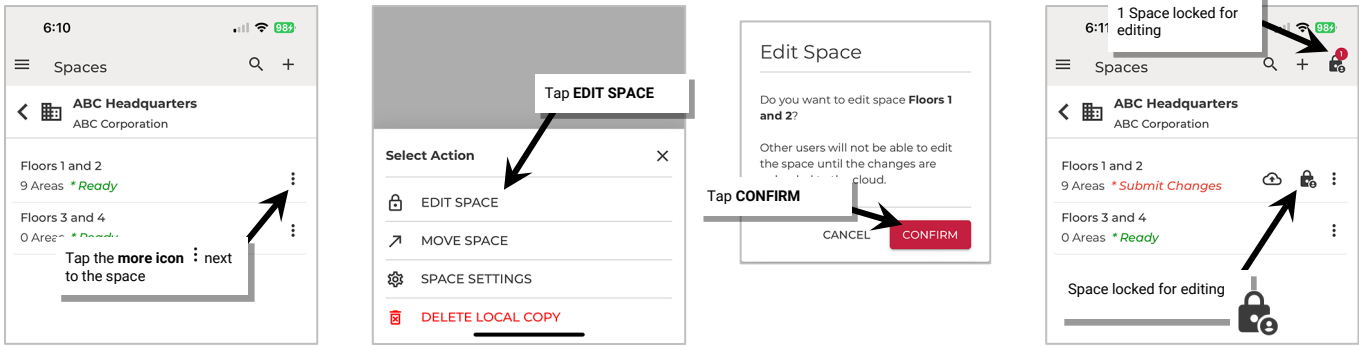 6:10
98
Spaces
ABC Headquarters
ABC Corporation
Floors 1 and 2
9 Areas * Ready
Floors 3 and 4
0 Areas * Ready
Tap the more icon ⋮ next
to the space
Tap EDIT SPACE
Select Action
EDIT SPACE
MOVE SPACE
SPACE SETTINGS
DELETE LOCAL COPY
Edit Space
Do you want to edit space Floors 1
and 2?
Other users will not be able to edit
the space until the changes are
cloud.
Tap CONFIRM
CANCEL
CONFIRM
1 Space locked for
editing
6:11
98
1
Spaces
ABC Headquarters
ABC Corporation
Floors 1 and 2
9 Areas * Submit Changes
Floors 3 and 4
0 Areas * Ready
Space locked for editing